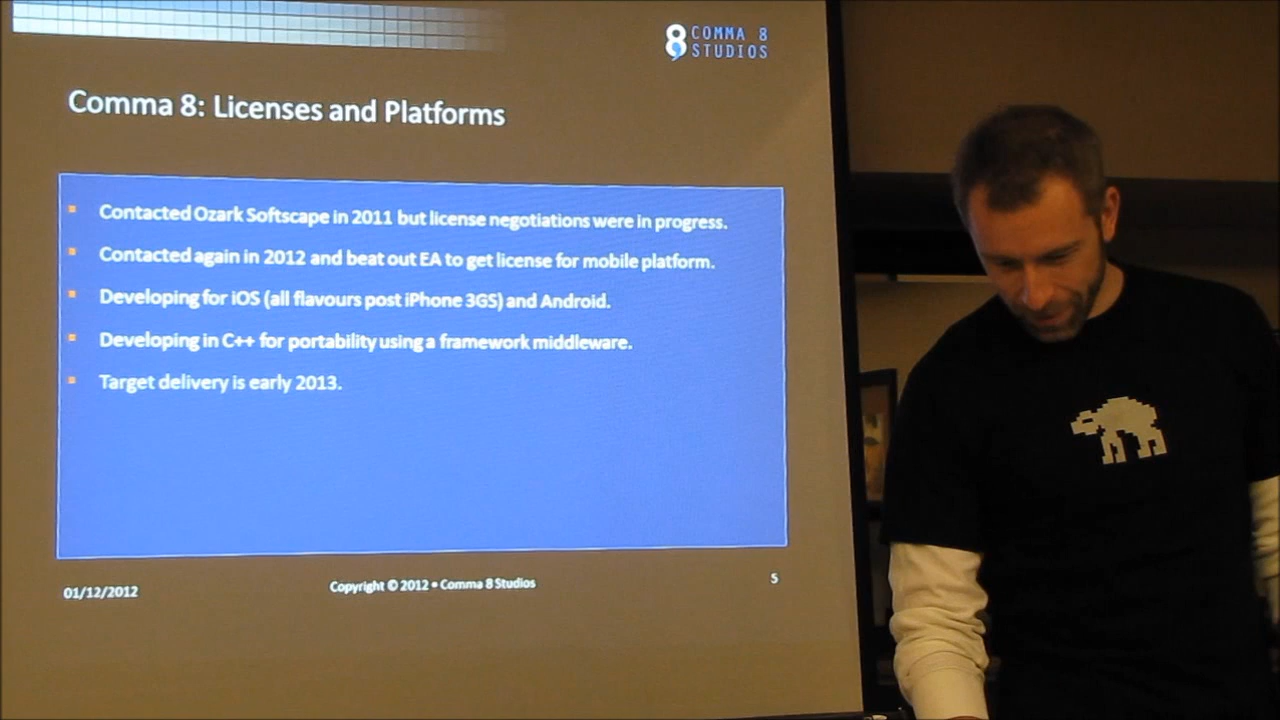 COMMA 8
STUDIOS
Comma 8: Licenses and Platforms
Contacted Ozark Softscape in 2011 but license negotiations were in progress.
Contacted again in 2012 and beat out EA to get license for mobile platform.
Developing for iOS (all flavours post iPhone 3GS) and Android.
Developing in C++ for portability using a framework middleware.
Target delivery is early 2013.
01/12/2012
Copyright © 2012 • Comma 8 Studios
5